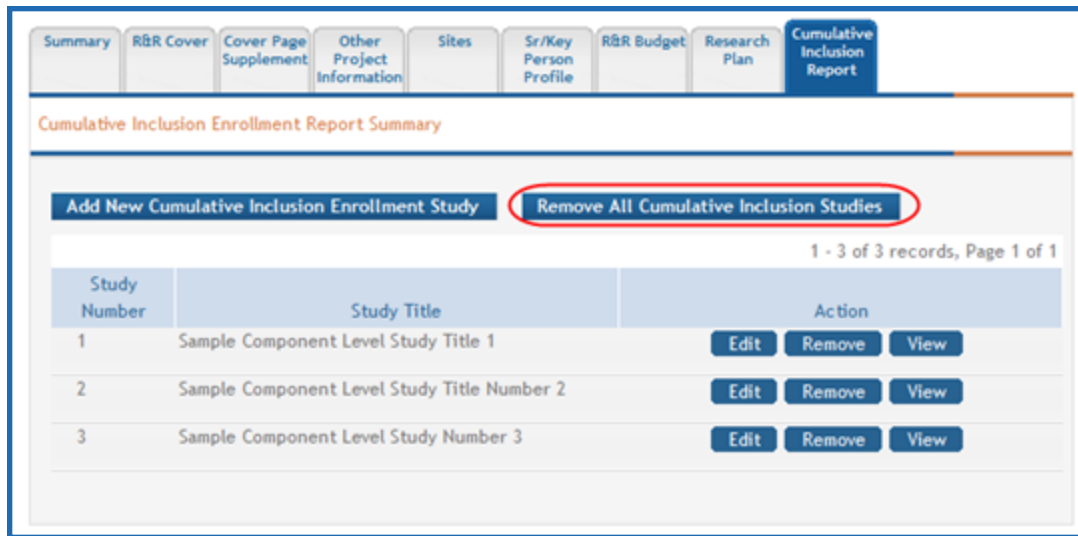 Summary
R&R Cover
Cover Page
Supplement
Other
Project
Information
Sites
Sr/Key
Person
Profile
R&R Budget
Research
Plan
Cumulative
Inclusion
Report
Cumulative Inclusion Enrollment Report Summary
Add New Cumulative Inclusion Enrollment Study
Remove All Cumulative Inclusion Studies
1 - 3 of 3 records, Page 1 of 1
Study
Number
Study Title
Action
1 Sample Component Level Study Title 1 Edit Remove View
2 Sample Component Level Study Title Number 2 Edit Remove View
3 Sample Component Level Study Number 3 Edit Remove View